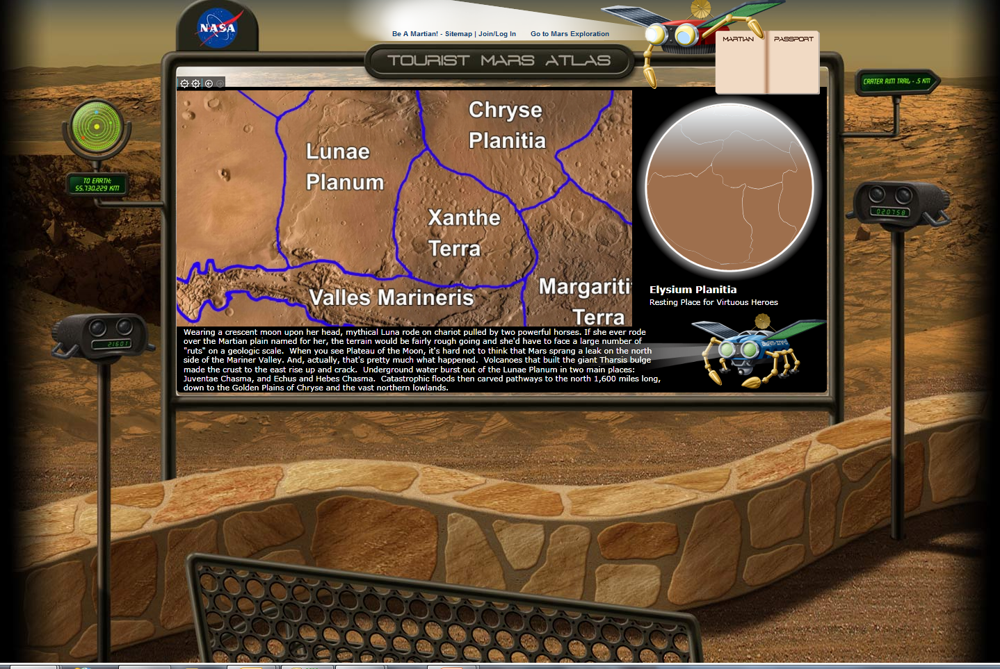 NASA
Be A Martian! - Sitemap | Join/Log In Go to Mars Exploration
MARTIAN PASSPORT
TOURIST MARS ATLAS
CRATER RIM TRAIL - .5 KM
TO EARTH:
55,730,229 KM
Chryse
Planitia
Lunae
Planum
Xanthe
Terra
Valles Marineris
Margariti
Terra
020758
21601
Elysium Planitia
Resting Place for Virtuous Heroes
BeAM-INFO
Wearing a crescent moon upon her head, mythical Luna rode on chariot pulled by two powerful horses. If she ever rode
over the Martian plain named for her, the terrain would be fairly rough going and she'd have to face a large number of
"ruts" on a geologic scale.  When you see Plateau of the Moon, it's hard not to think that Mars sprang a leak on the north
side of the Mariner Valley. And, actually, that's pretty much what happened.  Volcanoes that built the giant Tharsis bulge
made the crust to the east rise up and crack.  Underground water burst out of the Lunae Planum in two main places:
Juventae Chasma, and Echus and Hebes Chasma.  Catastrophic floods then carved pathways to the north 1,600 miles long,
down to the Golden Plains of Chryse and the vast northern lowlands.